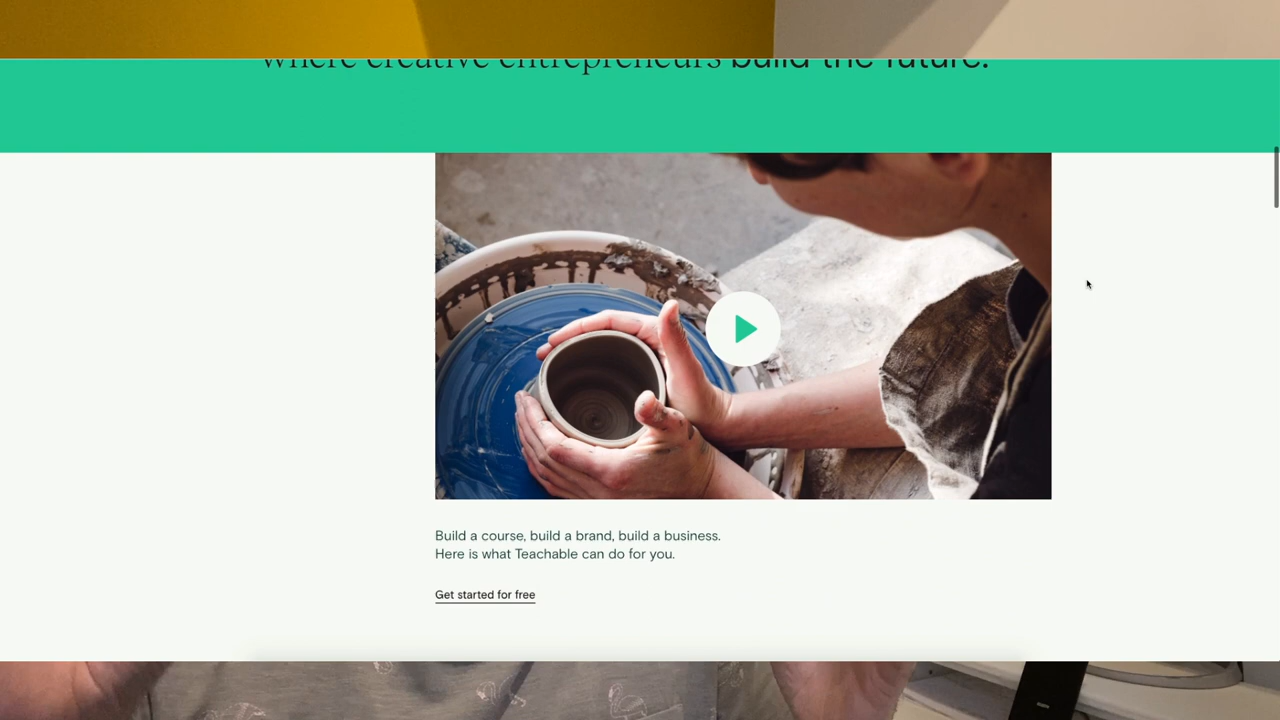 where creative entrepreneurs build the future.
Build a course, build a brand, build a business.
Here is what Teachable can do for you.
Get started for free